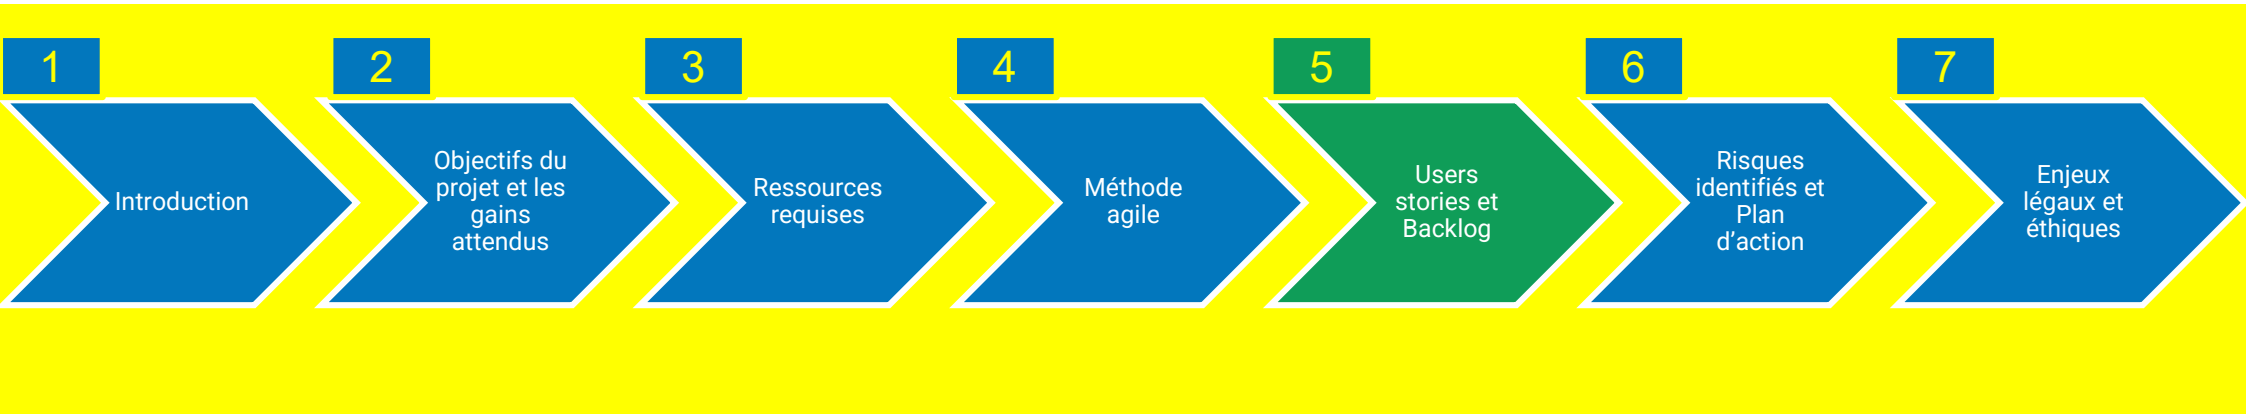 1
2
3
4
5
6
7
Introduction
Objectifs du
projet et les
gains
attendus
Ressources
requises
Méthode
agile
Users
stories et
Backlog
Risques
identifiés et
Plan
d’action
Enjeux
légaux et
éthiques